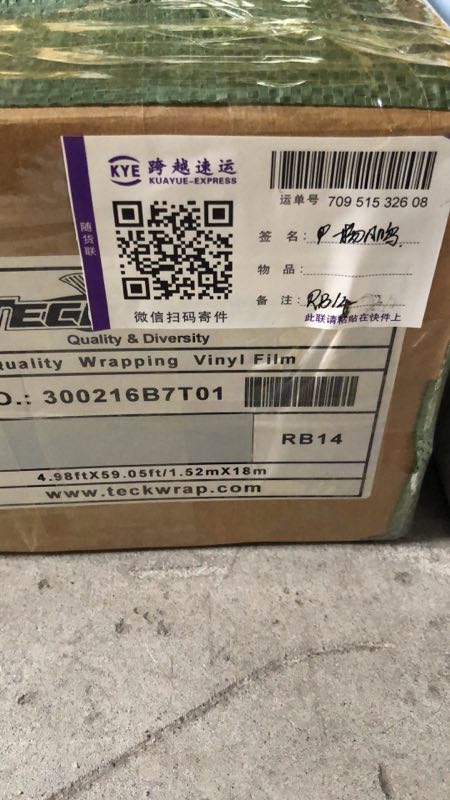 KYE 跨越速运
KUAYUE-EXPRESS
随货联
运单号 709 515 326 08
签 名：
物 品：
备 注： RB14
微信扫码寄件
此联请粘贴在快件上
TECK
Quality & Diversity
Quality Wrapping Vinyl Film
O.: 300216B7T01
RB14
4.98ftX59.05ft/1.52mX18m
www.teckwrap.com